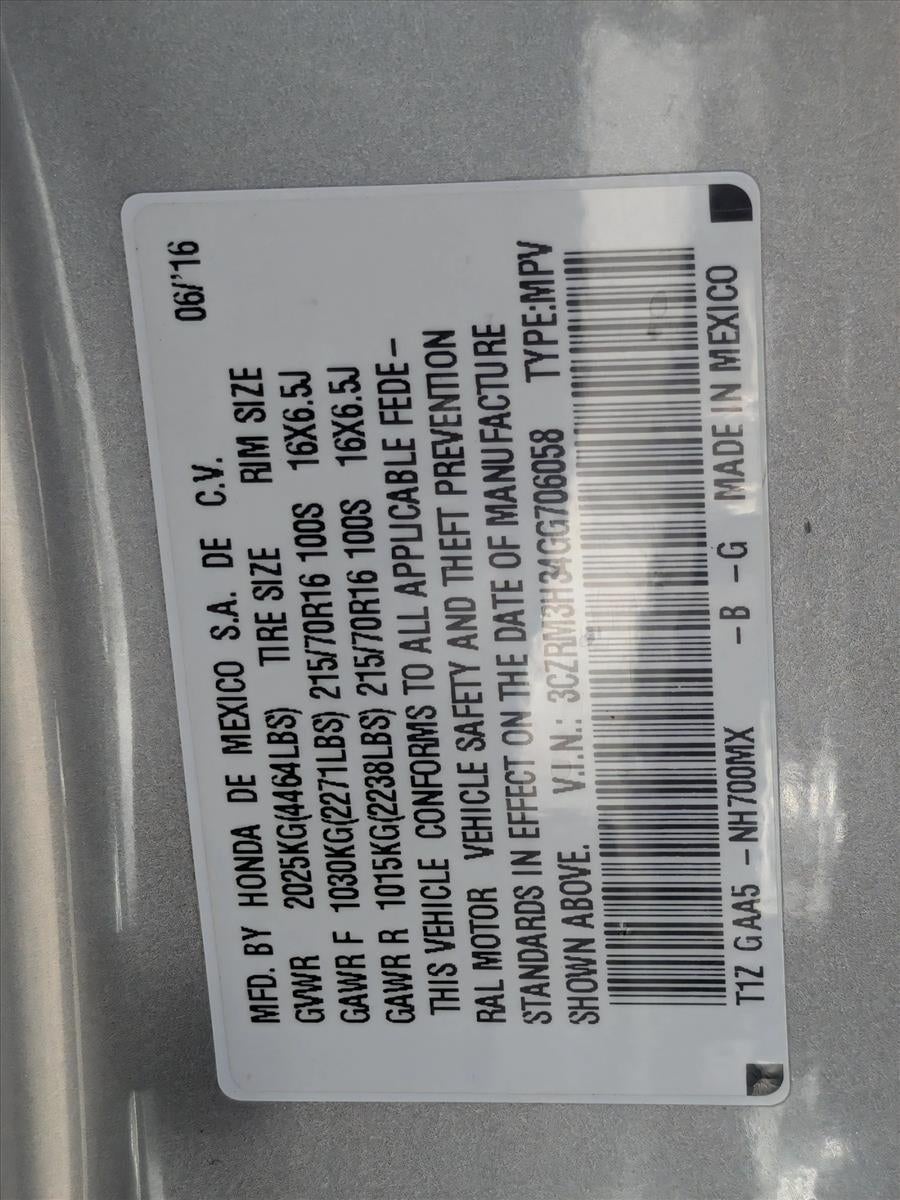 MFD. BY HONDA DE MEXICO S.A. DE C.V. 06/'16
GVWR 2025KG(4464LBS) TIRE SIZE RIM SIZE
GAWR F 1030KG(2271LBS) 215/70R16 100S 16X6.5J
GAWR R 1015KG(2238LBS) 215/70R16 100S 16X6.5J
THIS VEHICLE CONFORMS TO ALL APPLICABLE FEDE-
RAL MOTOR VEHICLE SAFETY AND THEFT PREVENTION
STANDARDS IN EFFECT ON THE DATE OF MANUFACTURE
SHOWN ABOVE. V.I.N.: 3CZRM3H34GG706058 TYPE:MPV
T1Z GAA5 -NH700MX -B -G MADE IN MEXICO